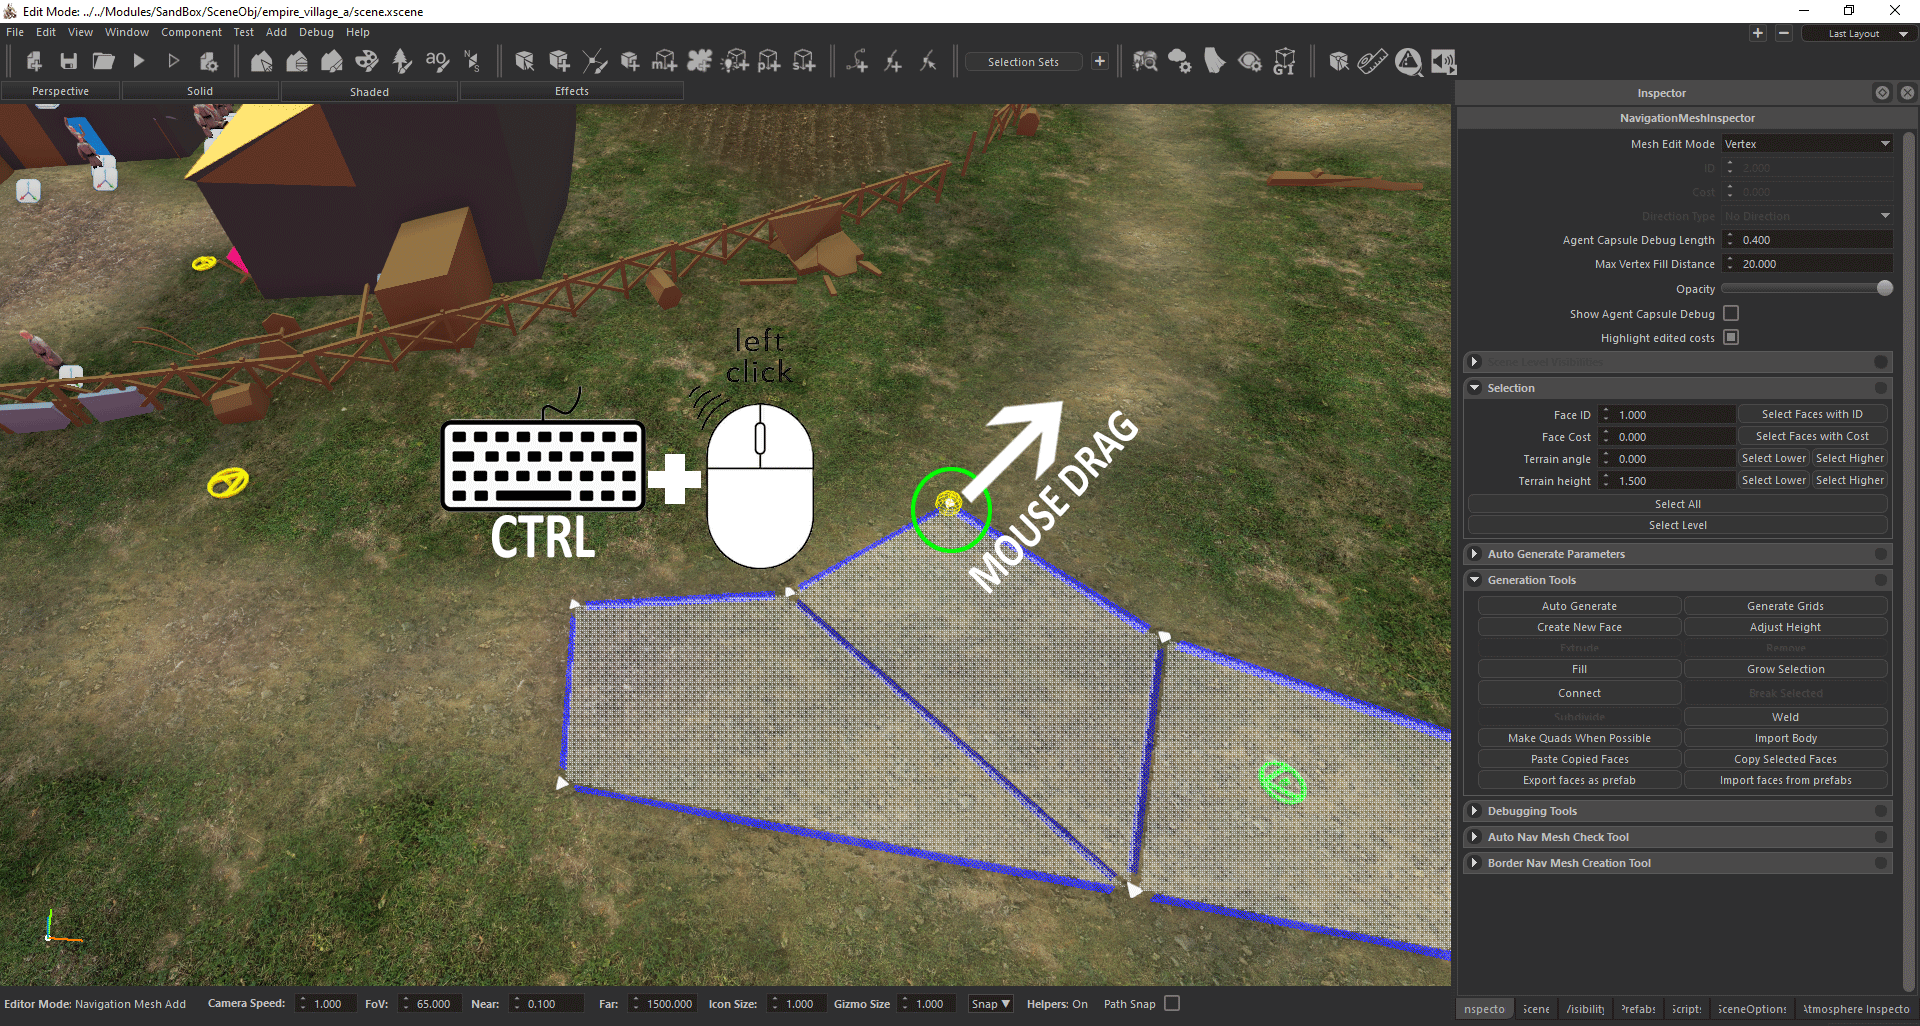 Edit Mode: ../../Modules/SandBox/SceneObj/empire_village_a/scene.xscene
File Edit View Window Component Test Add Debug Help
Last Layout
Selection Sets
Perspective Solid Shaded Effects
Inspector
NavigationMeshInspector
Mesh Edit Mode Vertex
ID 2.000
Cost 0.000
Direction Type No Direction
Agent Capsule Debug Length 0.400
Max Vertex Fill Distance 20.000
Opacity
Show Agent Capsule Debug
Highlight edited costs
Scene Level Visibilities
Selection
Face ID 1.000 Select Faces with ID
Face Cost 0.000 Select Faces with Cost
Terrain angle 0.000 Select Lower Select Higher
Terrain height 1.500 Select Lower Select Higher
Select All
Select Level
Auto Generate Parameters
Generation Tools
Auto Generate Generate Grids
Create New Face Adjust Height
Extrude Remove
Fill Grow Selection
Connect Break Selected
Subdivide Weld
Make Quads When Possible Import Body
Paste Copied Faces Copy Selected Faces
Export faces as prefab Import faces from prefabs
Debugging Tools
Auto Nav Mesh Check Tool
Border Nav Mesh Creation Tool
left
click
CTRL
MOUSE DRAG
Editor Mode: Navigation Mesh Add Camera Speed: 1.000 FoV: 65.000 Near: 0.100 Far: 1500.000 Icon Size: 1.000 Gizmo Size 1.000 Snap Helpers: On Path Snap
nspecto Scene /isibility Prefabs Scripts SceneOptions Atmosphere Inspecto